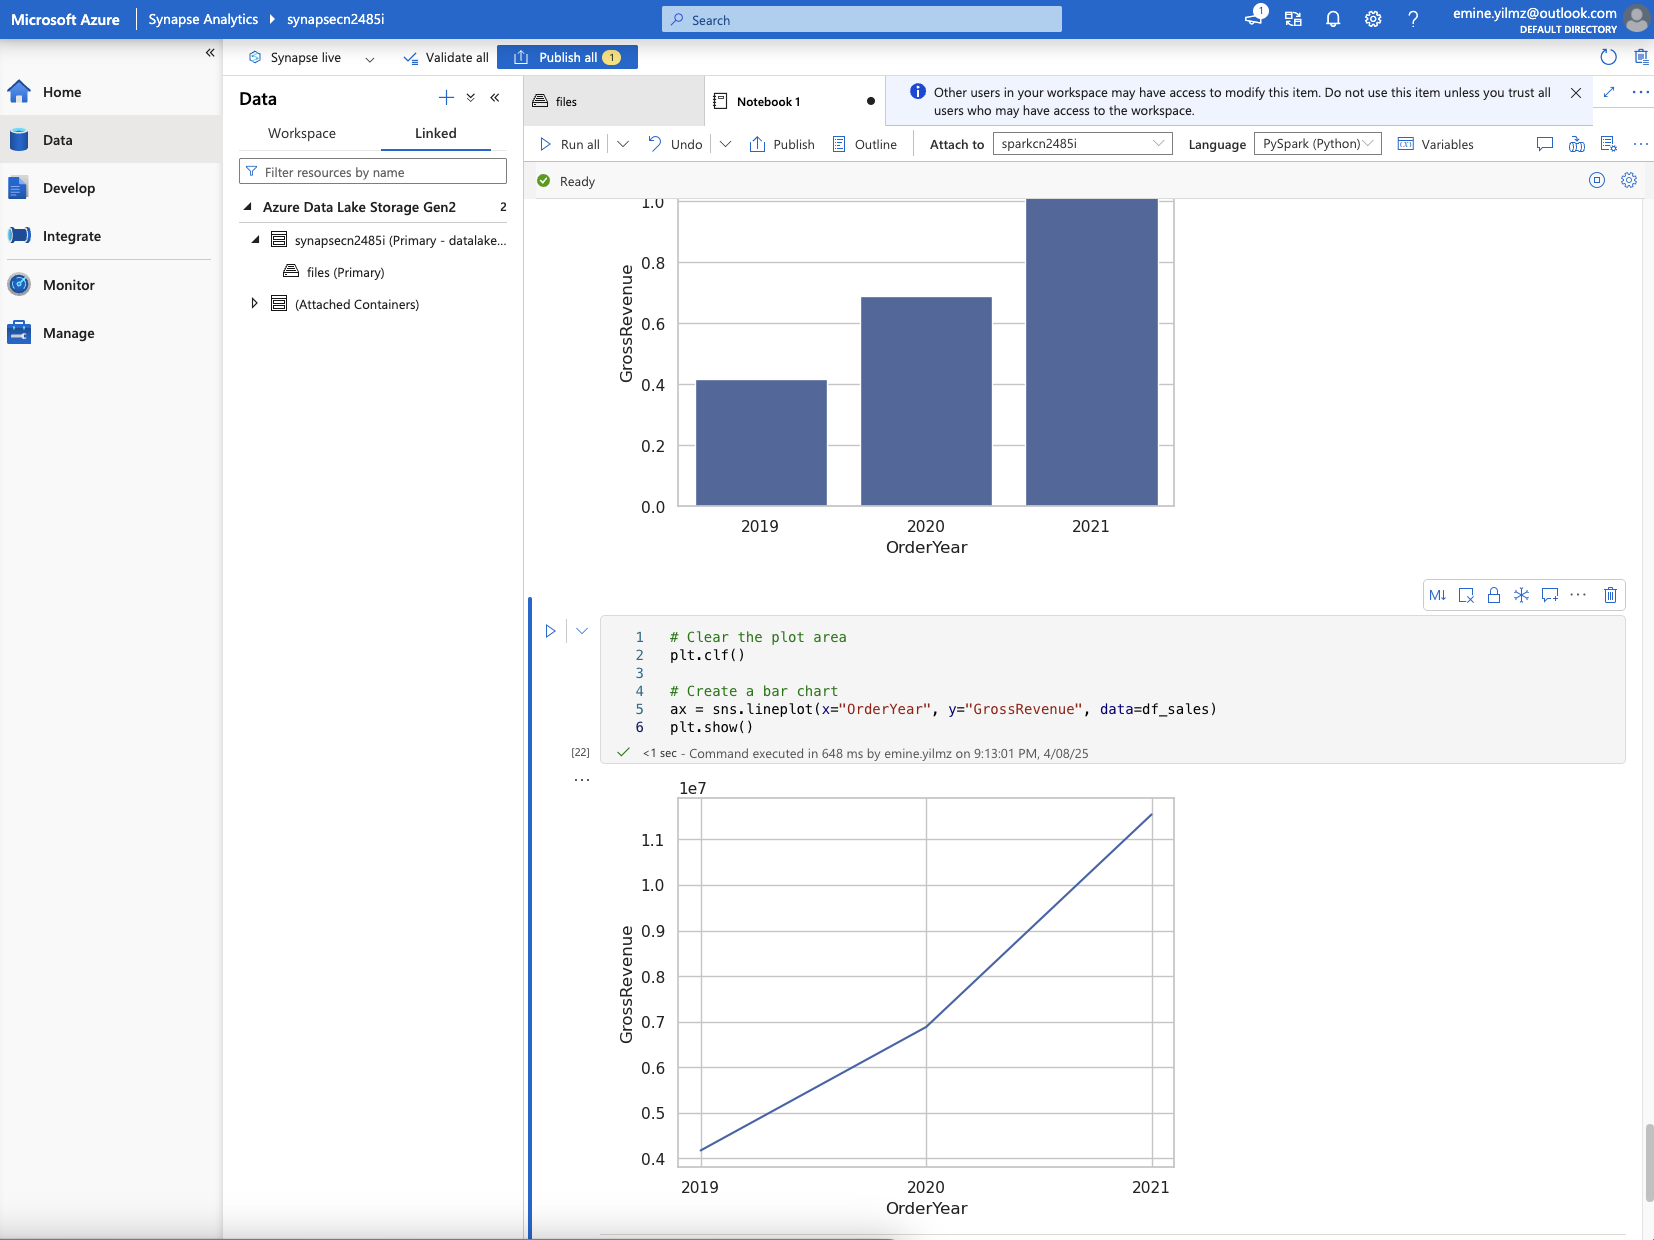 Microsoft Azure
Synapse Analytics
synapsecn2485i
Search
1
emine.yilmz@outlook.com
DEFAULT DIRECTORY
Home
Data
Develop
Integrate
Monitor
Manage
Synapse live
Validate all
Publish all 1
Data
Workspace
Linked
Filter resources by name
Azure Data Lake Storage Gen2 2
synapsecn2485i (Primary - datalake...
files (Primary)
(Attached Containers)
files
Notebook 1
Other users in your workspace may have access to modify this item. Do not use this item unless you trust all
users who may have access to the workspace.
Run all
Undo
Publish
Outline
Attach to
sparkcn2485i
Language
PySpark (Python)
Variables
Ready
1.0
0.8
0.6
0.4
0.2
0.0
GrossRevenue
2019 2020 2021
OrderYear
M↓
1 # Clear the plot area
2 plt.clf()
3
4 # Create a bar chart
5 ax = sns.lineplot(x="OrderYear", y="GrossRevenue", data=df_sales)
6 plt.show()
[22]
<1 sec - Command executed in 648 ms by emine.yilmz on 9:13:01 PM, 4/08/25
1e7
1.1
1.0
0.9
0.8
0.7
0.6
0.5
0.4
GrossRevenue
2019 2020 2021
OrderYear